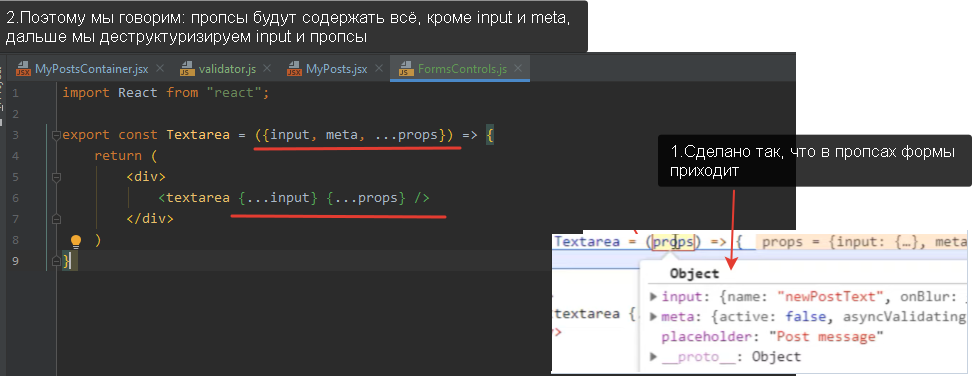 2.Поэтому мы говорим: пропсы будут содержать всё, кроме input и meta,
дальше мы деструктуризируем input и пропсы
MyPostsContainer.jsx
validator.js
MyPosts.jsx
FormsControls.js
1 import React from "react";
2
3 export const Textarea = ({input, meta, ...props}) => {
4 return (
5 <div>
6 <textarea {...input} {...props} />
7 </div>
8 )
9 }
1.Сделано так, что в пропсах формы
приходит
Textarea = (props) => { props = {input: {…}, meta
Object
input: {name: "newPostText", onBlur:
meta: {active: false, asyncValidating
textarea {
placeholder: "Post message"
__proto__: Object